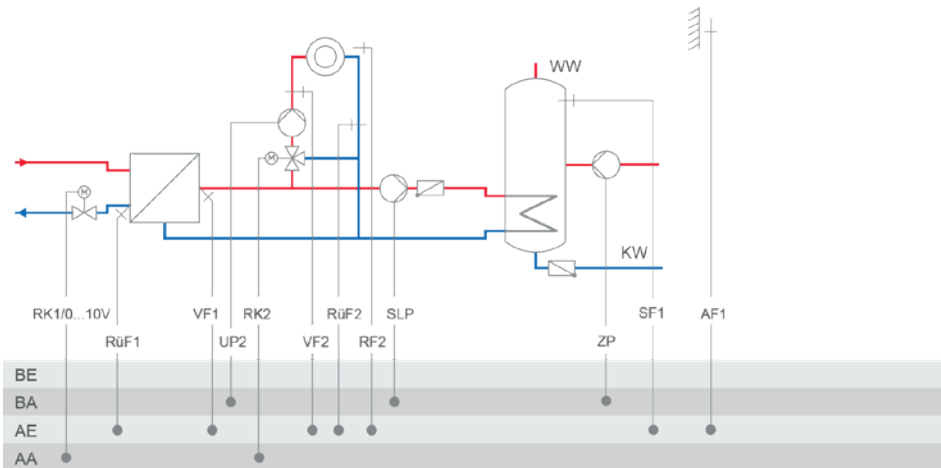 WW
M
M
KW
RK1/0...10V VF1 RK2 RüF2 SLP SF1 AF1
RüF1 UP2 VF2 RF2 ZP
BE
BA
AE
AA